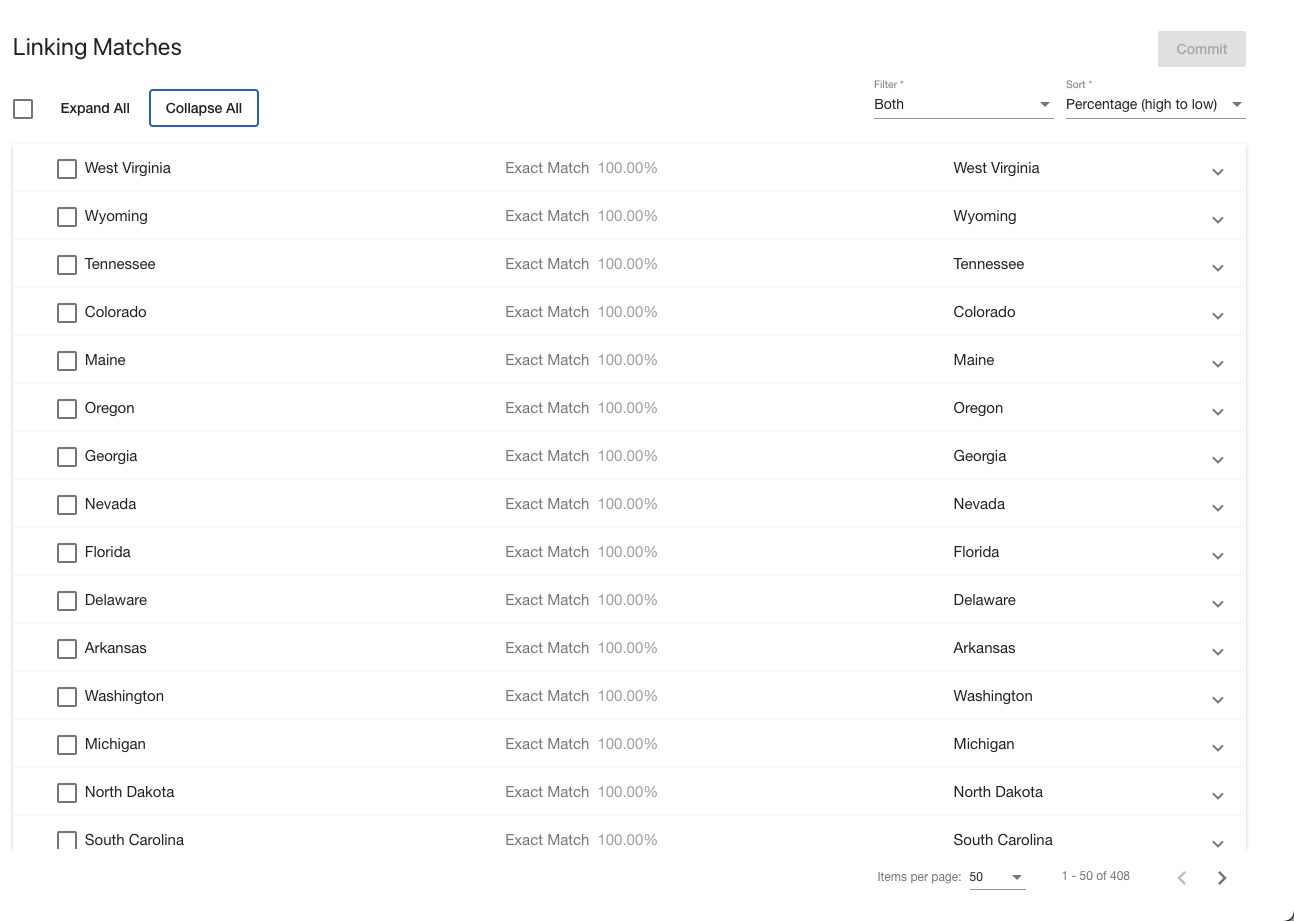 Linking Matches
Commit
Expand All Collapse All
Filter * Sort *
Both Percentage (high to low)
West Virginia Exact Match 100.00% West Virginia
Wyoming Exact Match 100.00% Wyoming
Tennessee Exact Match 100.00% Tennessee
Colorado Exact Match 100.00% Colorado
Maine Exact Match 100.00% Maine
Oregon Exact Match 100.00% Oregon
Georgia Exact Match 100.00% Georgia
Nevada Exact Match 100.00% Nevada
Florida Exact Match 100.00% Florida
Delaware Exact Match 100.00% Delaware
Arkansas Exact Match 100.00% Arkansas
Washington Exact Match 100.00% Washington
Michigan Exact Match 100.00% Michigan
North Dakota Exact Match 100.00% North Dakota
South Carolina Exact Match 100.00% South Carolina
Items per page: 50 1 - 50 of 408